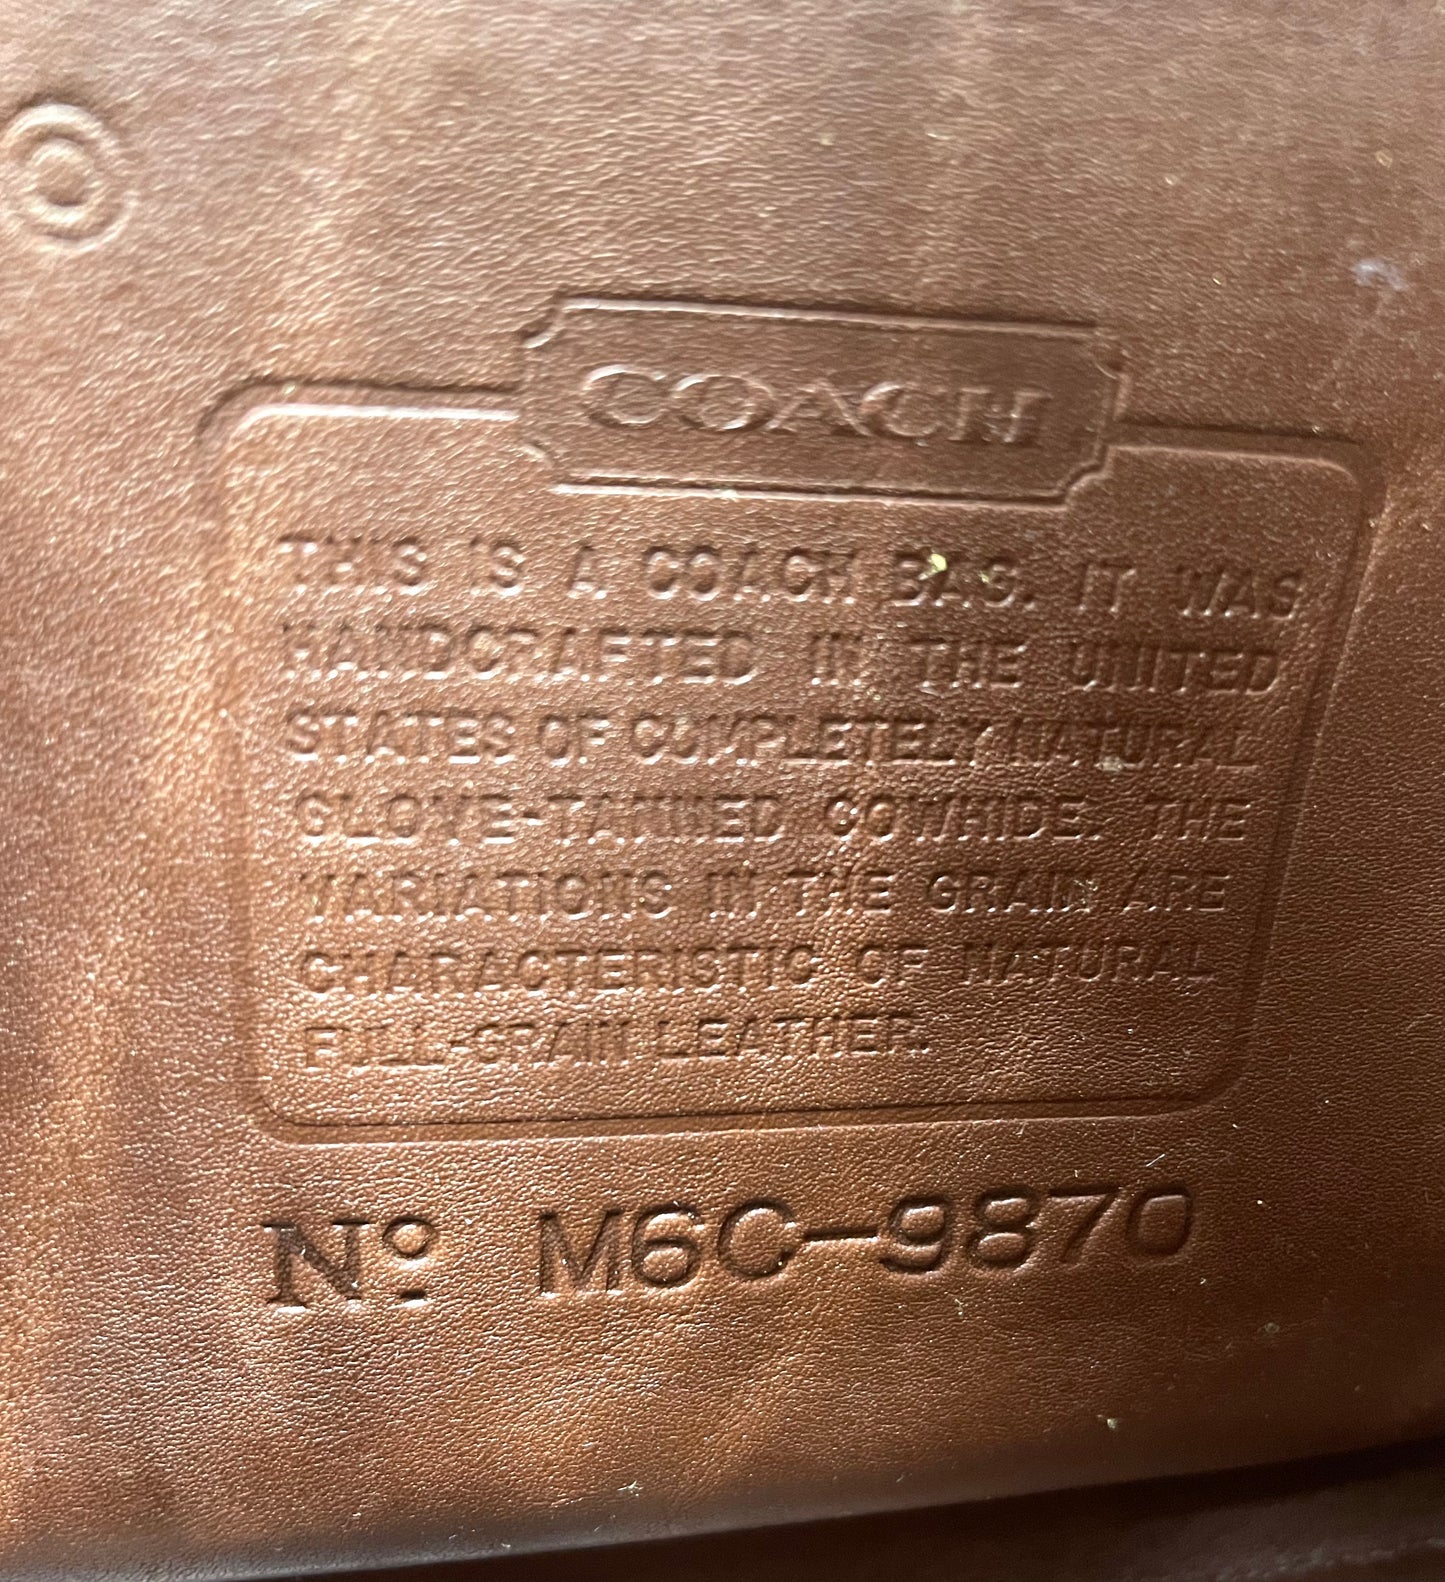 COACH
THIS IS A COACH BAG. IT WAS
HANDCRAFTED IN THE UNITED
STATES OF COMPLETELY NATURAL
GLOVE-TANNED COWHIDE. THE
VARIATIONS IN THE GRAIN ARE
CHARACTERISTIC OF NATURAL
FULL-GRAIN LEATHER.
Nº M6C-9870